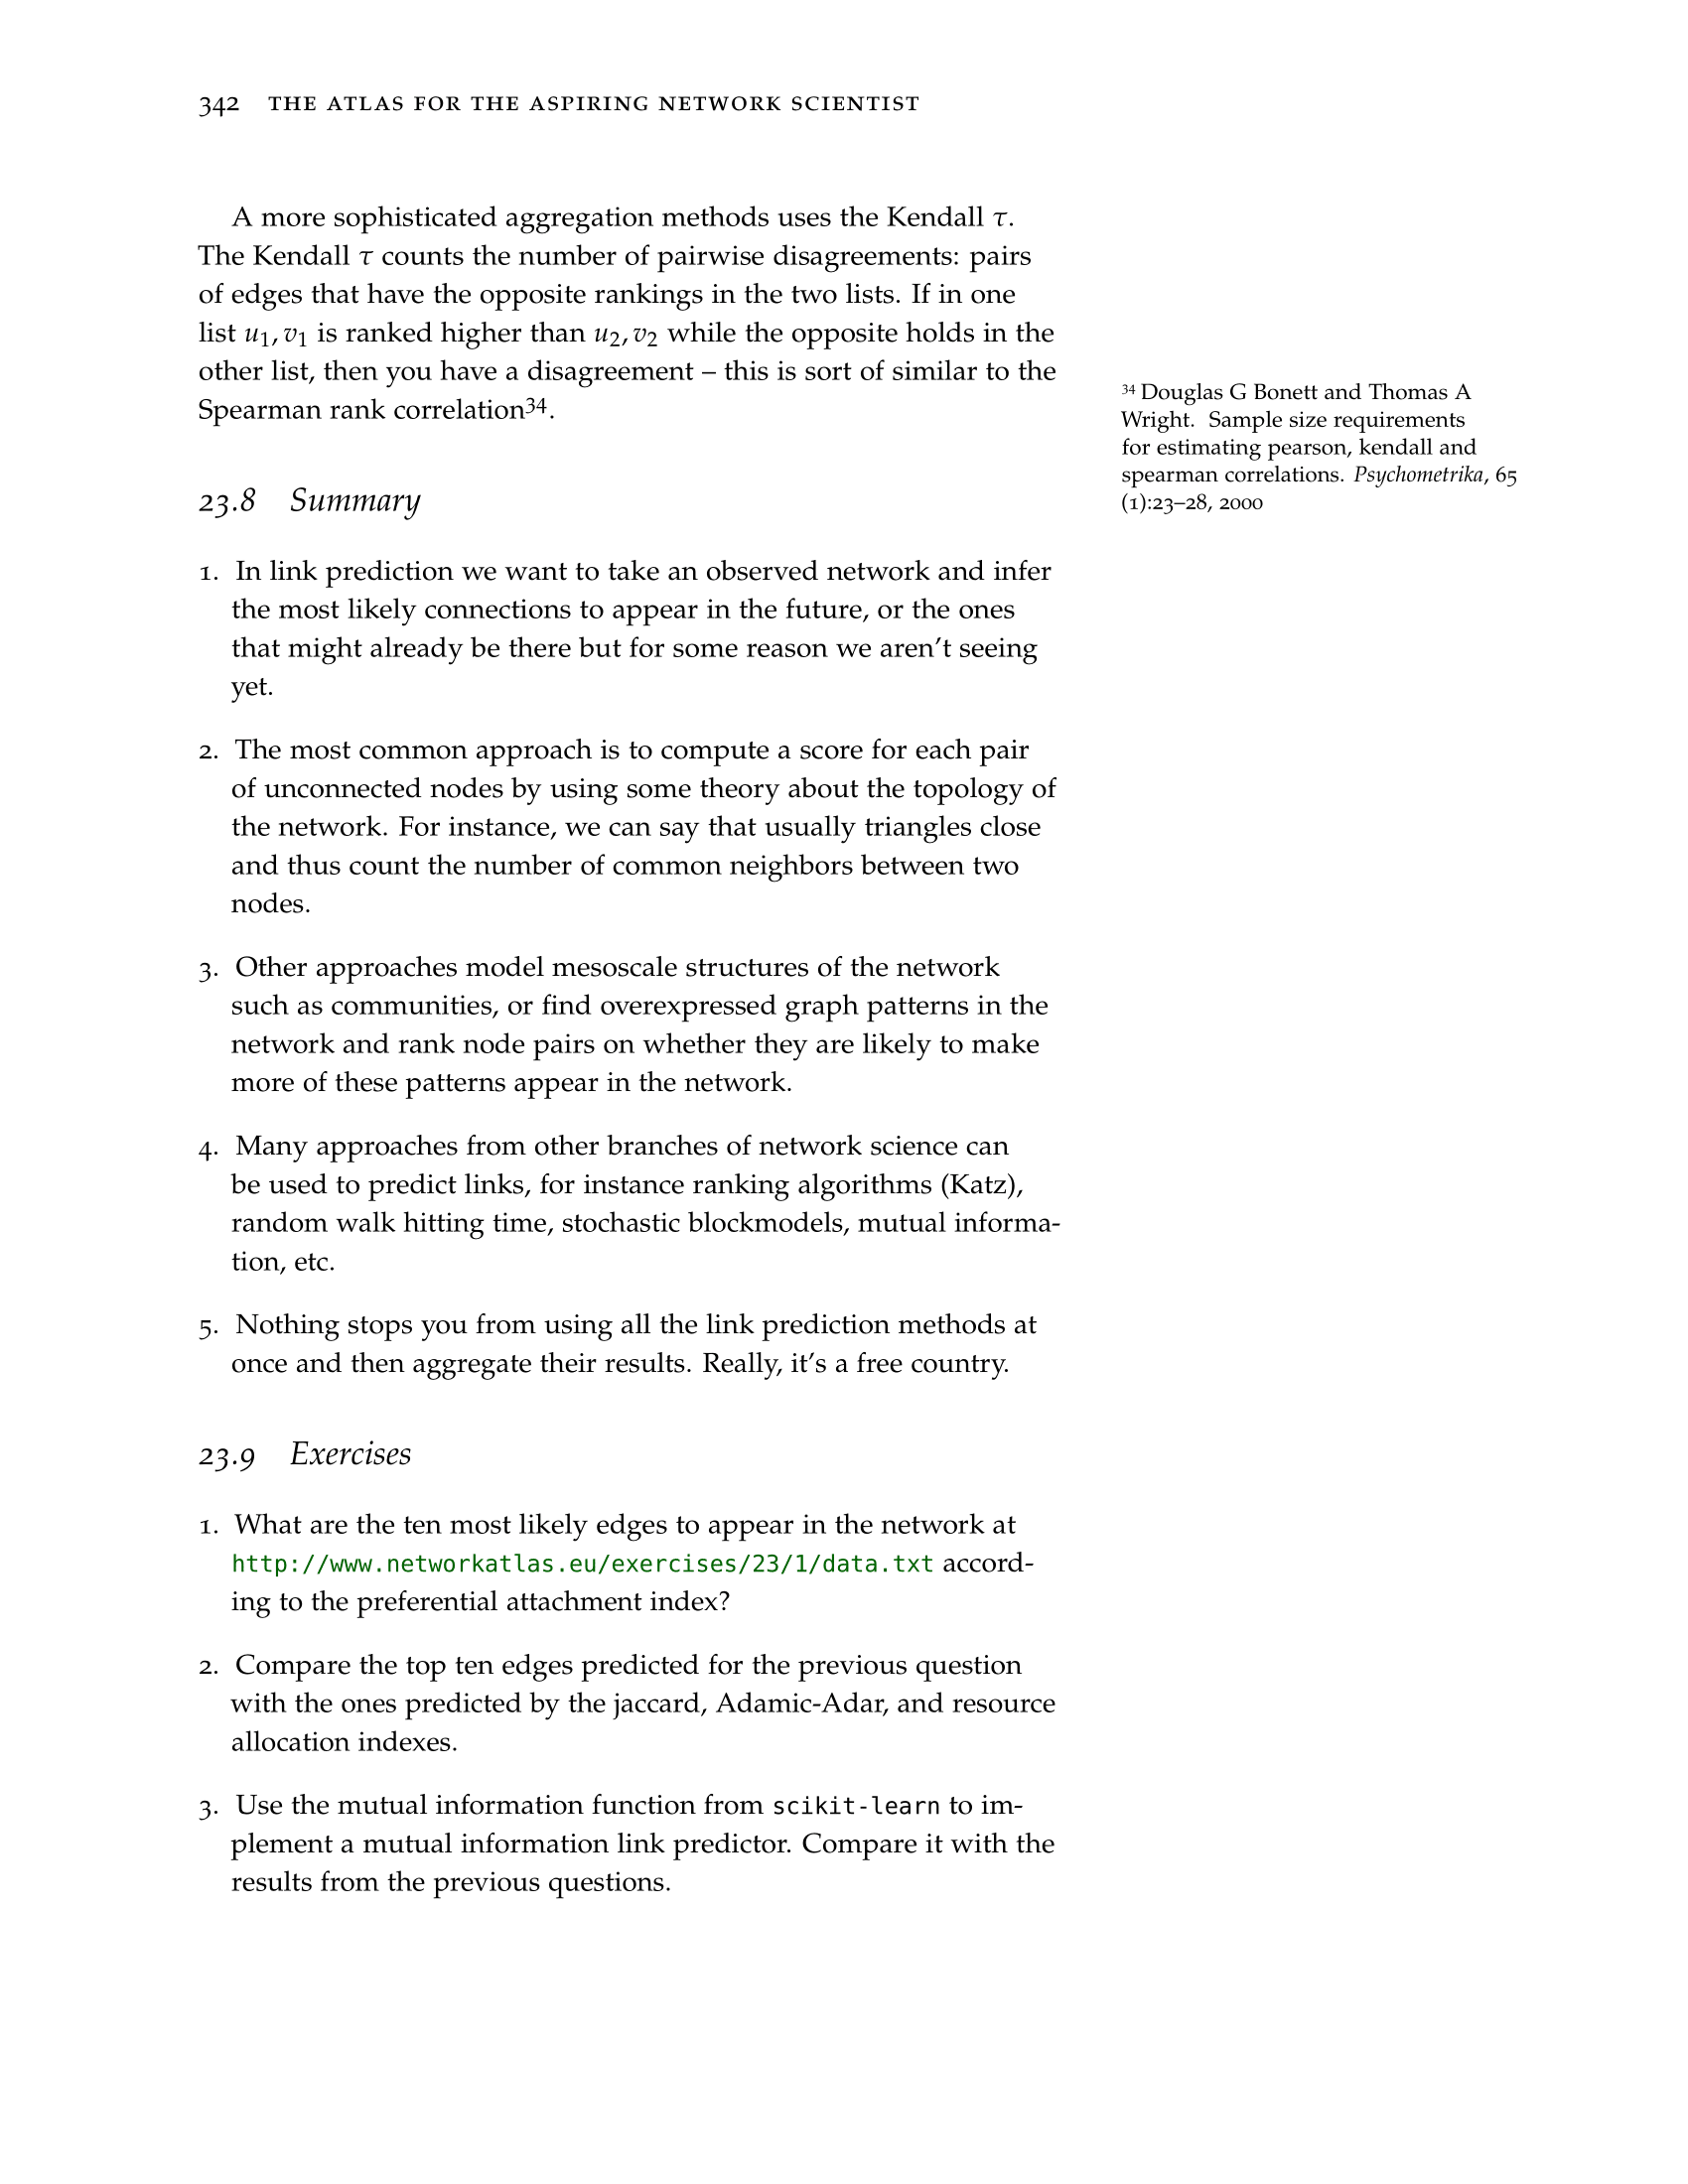 342 THE ATLAS FOR THE ASPIRING NETWORK SCIENTIST
A more sophisticated aggregation methods uses the Kendall τ.
The Kendall τ counts the number of pairwise disagreements: pairs
of edges that have the opposite rankings in the two lists. If in one
list u₁, v₁ is ranked higher than u₂, v₂ while the opposite holds in the
other list, then you have a disagreement – this is sort of similar to the
Spearman rank correlation³⁴.
³⁴ Douglas G Bonett and Thomas A
Wright. Sample size requirements
for estimating pearson, kendall and
spearman correlations. Psychometrika, 65
(1):23–28, 2000
23.8 Summary
1. In link prediction we want to take an observed network and infer
the most likely connections to appear in the future, or the ones
that might already be there but for some reason we aren't seeing
yet.
2. The most common approach is to compute a score for each pair
of unconnected nodes by using some theory about the topology of
the network. For instance, we can say that usually triangles close
and thus count the number of common neighbors between two
nodes.
3. Other approaches model mesoscale structures of the network
such as communities, or find overexpressed graph patterns in the
network and rank node pairs on whether they are likely to make
more of these patterns appear in the network.
4. Many approaches from other branches of network science can
be used to predict links, for instance ranking algorithms (Katz),
random walk hitting time, stochastic blockmodels, mutual informa-
tion, etc.
5. Nothing stops you from using all the link prediction methods at
once and then aggregate their results. Really, it's a free country.
23.9 Exercises
1. What are the ten most likely edges to appear in the network at
http://www.networkatlas.eu/exercises/23/1/data.txt accord-
ing to the preferential attachment index?
2. Compare the top ten edges predicted for the previous question
with the ones predicted by the jaccard, Adamic-Adar, and resource
allocation indexes.
3. Use the mutual information function from scikit-learn to im-
plement a mutual information link predictor. Compare it with the
results from the previous questions.